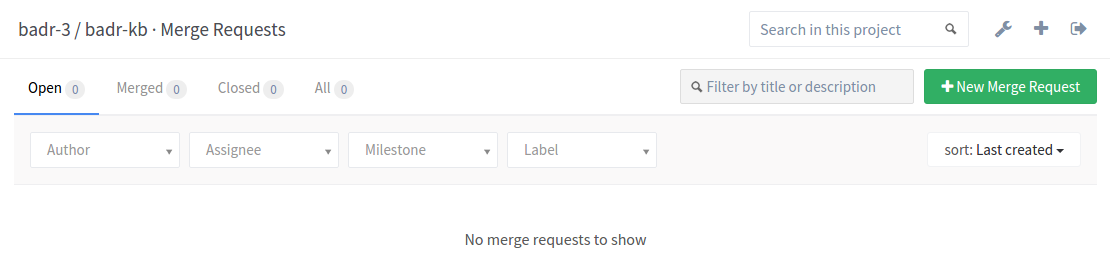 badr-3 / badr-kb · Merge Requests
Search in this project
Open 0 Merged 0 Closed 0 All 0
Filter by title or description
New Merge Request
Author Assignee Milestone Label
sort: Last created
No merge requests to show